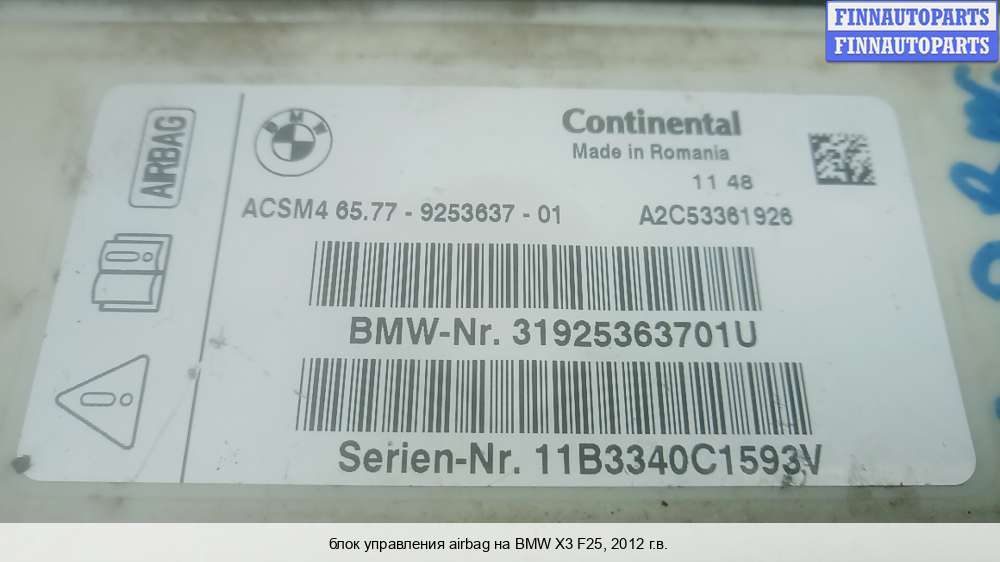 FINNAUTOPARTS
FINNAUTOPARTS
AIRBAG
BMW
Continental
Made in Romania
11 48
ACSM4 65.77 - 9253637 - 01
A2C53361926
BMW-Nr. 31925363701U
Serien-Nr. 11B3340C1593V
блок управления airbag на BMW X3 F25, 2012 г.в.